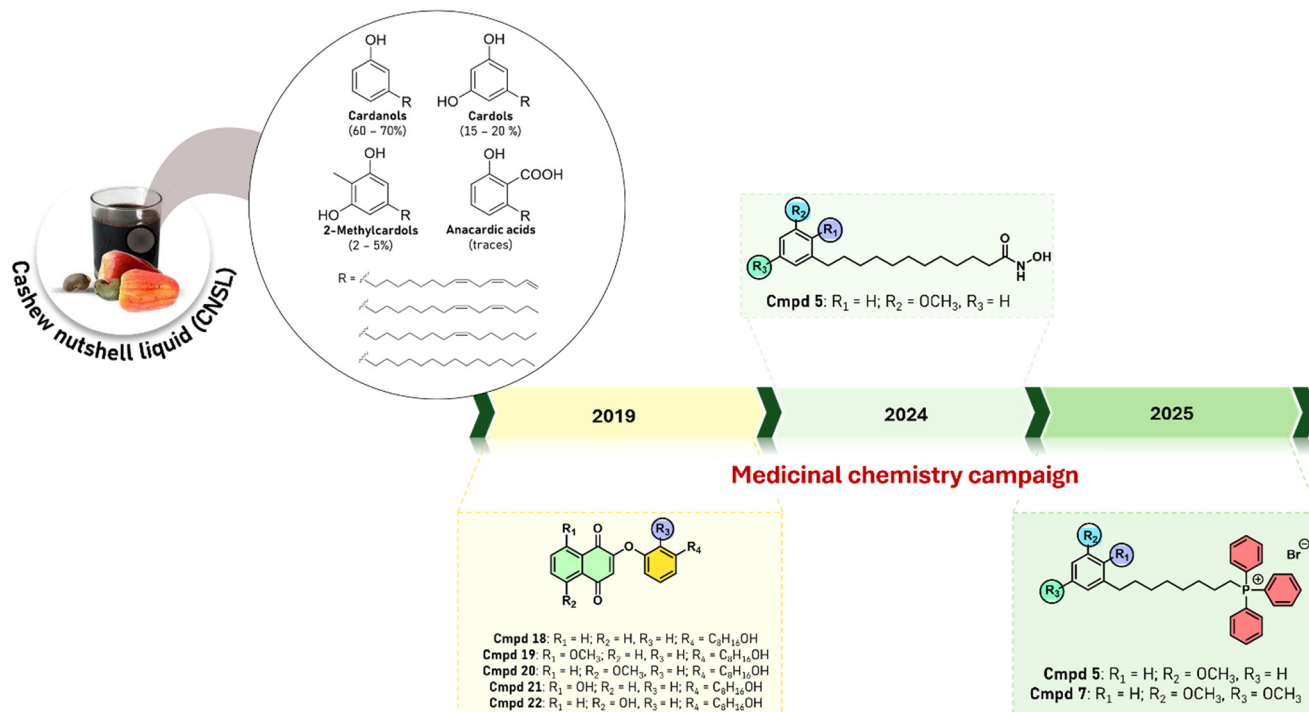 Cashew nutshell liquid (CNSL)
OH
R
Cardanols
(60 – 70%)
OH
HO
R
Cardols
(15 – 20 %)
OH
HO
R
2-Methylcardols
(2 – 5%)
OH
COOH
R
Anacardic acids
(traces)
R =
R₂
R₁
R₃
O
N
H
OH
Cmpd 5: R₁ = H; R₂ = OCH₃, R₃ = H
2019
2024
2025
Medicinal chemistry campaign
R₁
O
O
R₃
R₄
R₂
O
Cmpd 18: R₁ = H; R₂ = H, R₃ = H; R₄ = C₈H₁₆OH
Cmpd 19: R₁ = OCH₃; R₂ = H, R₃ = H; R₄ = C₈H₁₆OH
Cmpd 20: R₁ = H; R₂ = OCH₃, R₃ = H; R₄ = C₈H₁₆OH
Cmpd 21: R₁ = OH; R₂ = H, R₃ = H; R₄ = C₈H₁₆OH
Cmpd 22: R₁ = H; R₂ = OH, R₃ = H; R₄ = C₈H₁₆OH
R₂
R₁
R₃
P
+
Br⊖
Cmpd 5: R₁ = H; R₂ = OCH₃, R₃ = H
Cmpd 7: R₁ = H; R₂ = OCH₃, R₃ = OCH₃